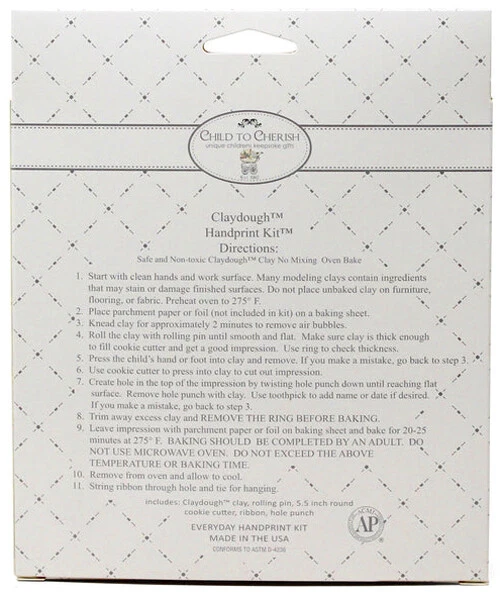 CHILD TO CHERISH
unique childrens keepsake gifts
Claydough™
Handprint Kit™
Directions:
Safe and Non-toxic Claydough™ Clay No Mixing Oven Bake
1. Start with clean hands and work surface. Many modeling clays contain ingredients
that may stain or damage finished surfaces. Do not place unbaked clay on furniture,
flooring, or fabric. Preheat oven to 275° F.
2. Place parchment paper or foil (not included in kit) on a baking sheet.
3. Knead clay for approximately 2 minutes to remove air bubbles.
4. Roll the clay with rolling pin until smooth and flat. Make sure clay is thick enough
to fill cookie cutter and get a good impression. Use ring to check thickness.
5. Press the child's hand or foot into clay and remove. If you make a mistake, go back to step 3.
6. Use cookie cutter to press into clay to cut out impression.
7. Create hole in the top of the impression by twisting hole punch down until reaching flat
surface. Remove hole punch with clay. Use toothpick to add name or date if desired.
If you make a mistake, go back to step 3.
8. Trim away excess clay and REMOVE THE RING BEFORE BAKING.
9. Leave impression with parchment paper or foil on baking sheet and bake for 20-25
minutes at 275° F. BAKING SHOULD BE COMPLETED BY AN ADULT. DO
NOT USE MICROWAVE OVEN. DO NOT EXCEED THE ABOVE
TEMPERATURE OR BAKING TIME.
10. Remove from oven and allow to cool.
11. String ribbon through hole and tie for hanging.
includes: Claydough™ clay, rolling pin, 5.5 inch round
cookie cutter, ribbon, hole punch
EVERYDAY HANDPRINT KIT
MADE IN THE USA
CONFORMS TO ASTM D-4236
ACMI
AP